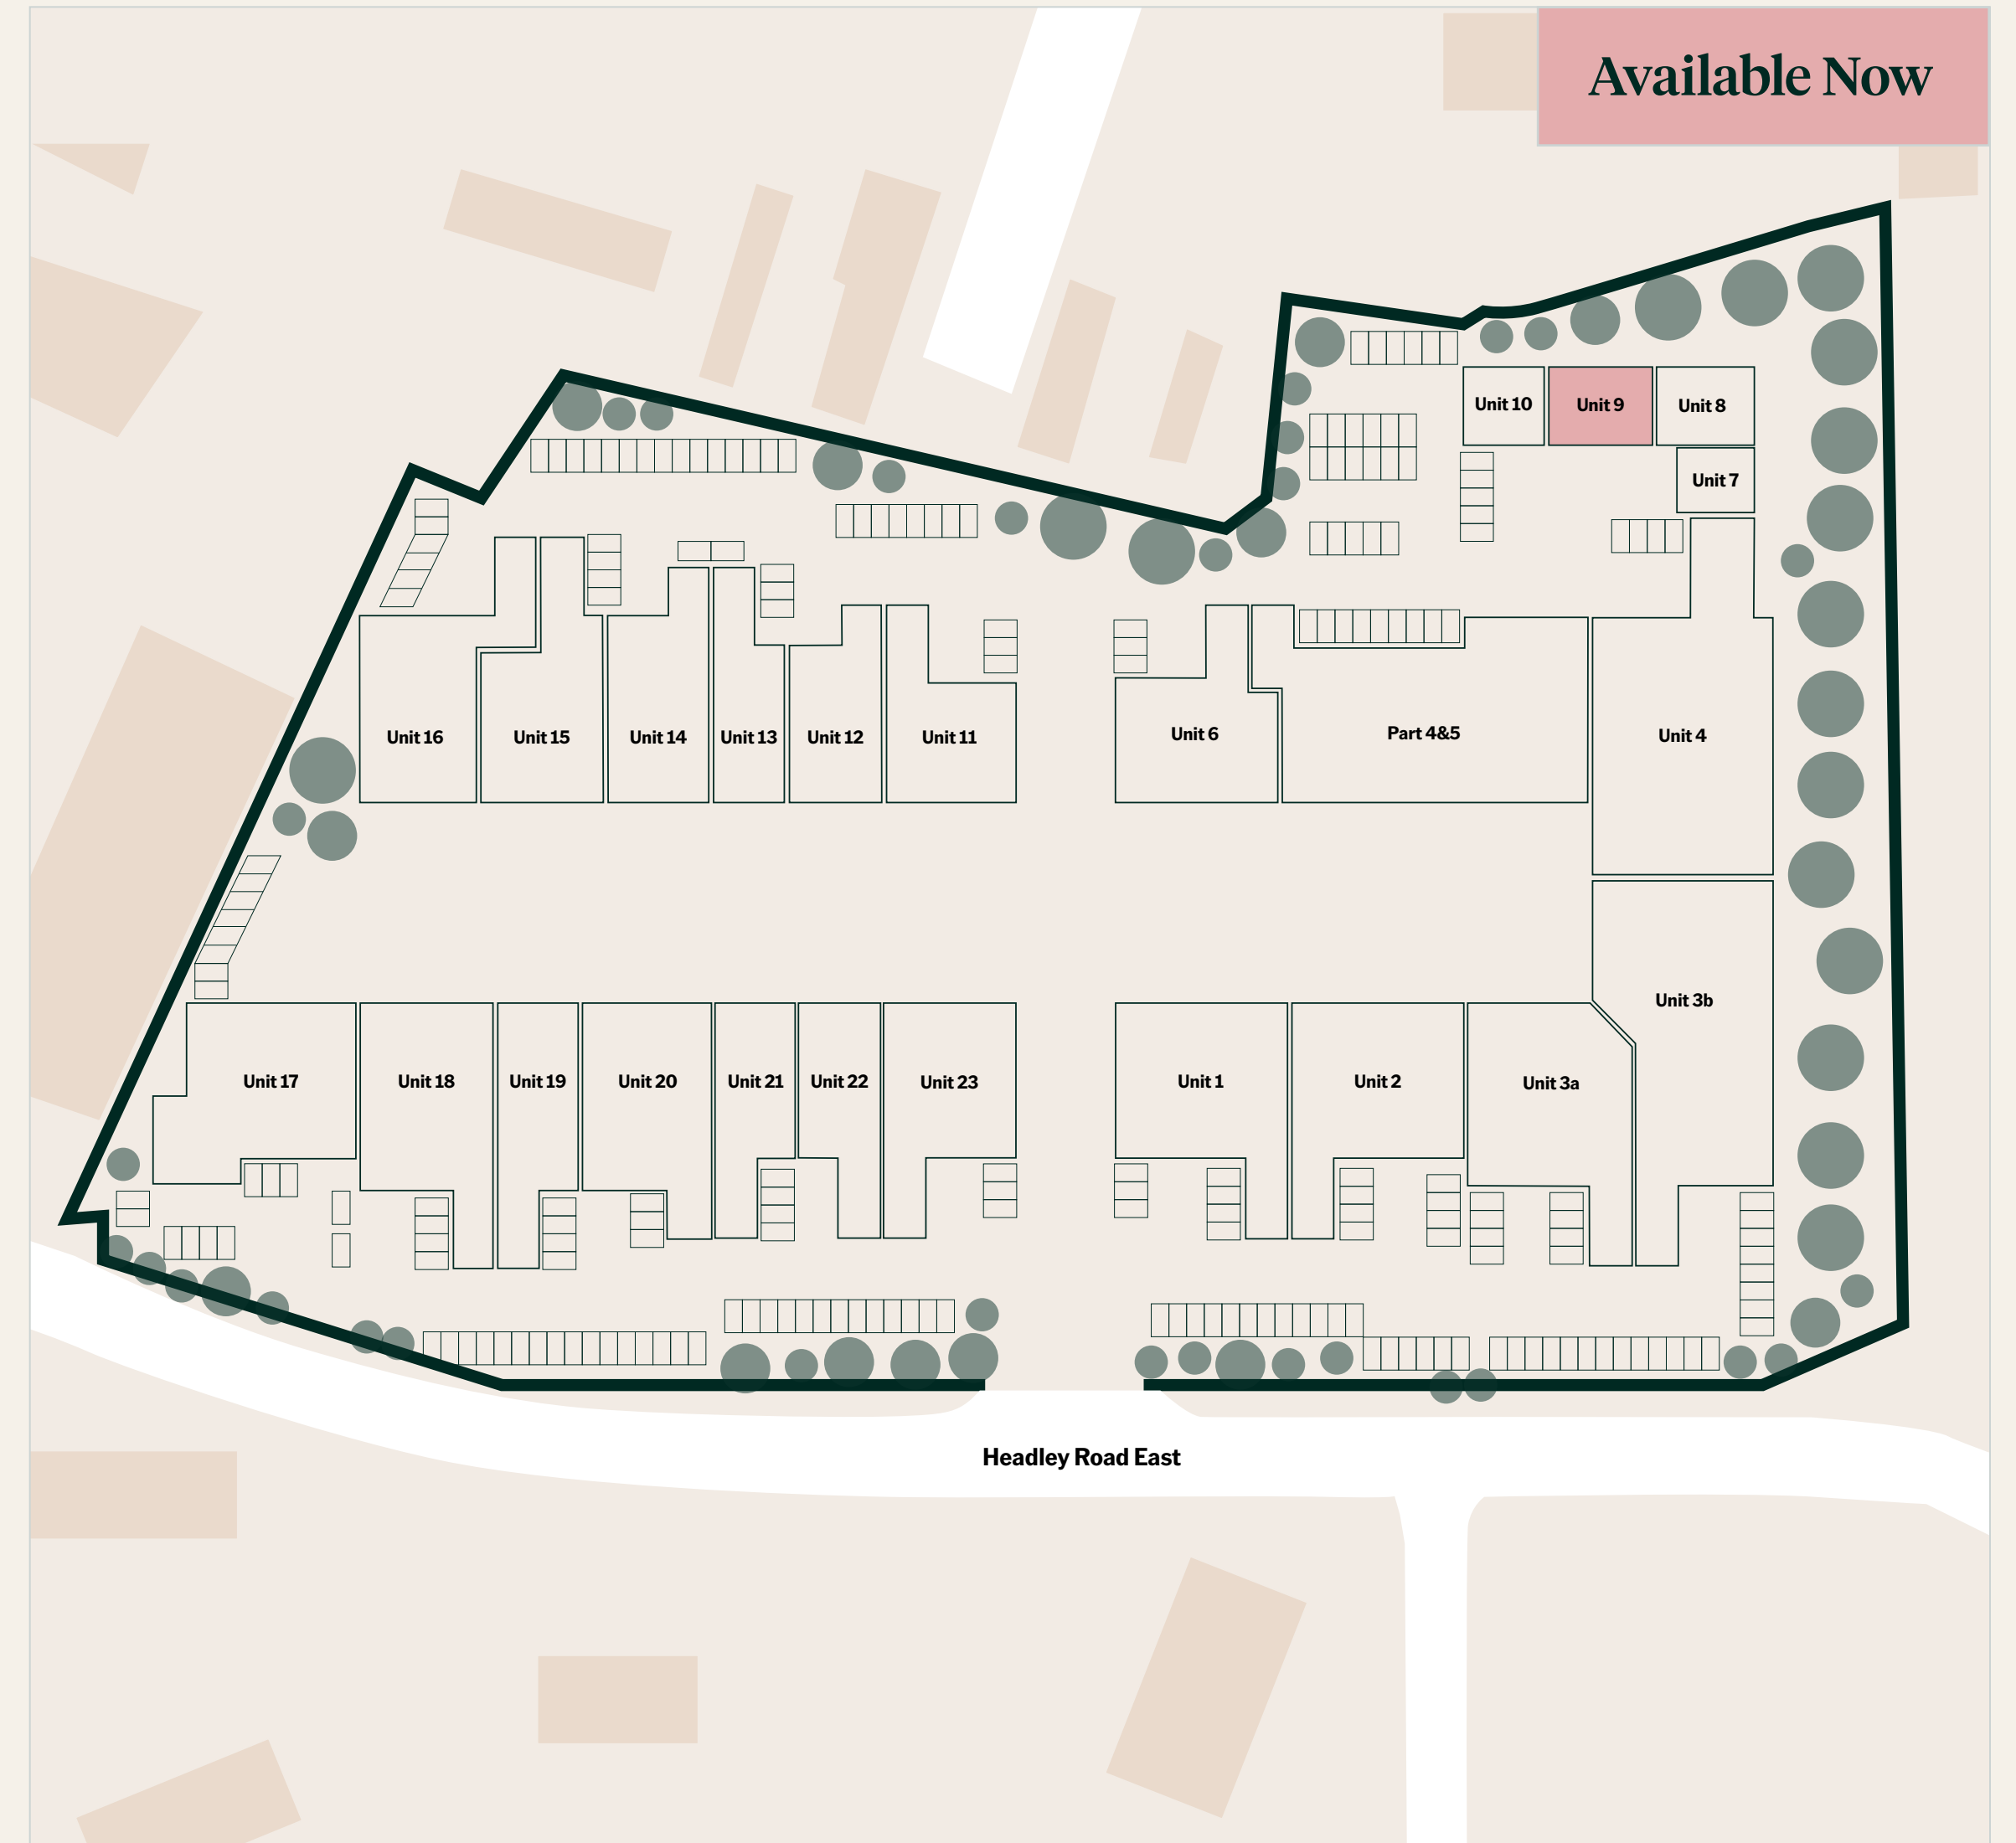 Available Now
Unit 10
Unit 9
Unit 8
Unit 7
Unit 16
Unit 15
Unit 14
Unit 13
Unit 12
Unit 11
Unit 6
Part 4&5
Unit 4
Unit 3b
Unit 17
Unit 18
Unit 19
Unit 20
Unit 21
Unit 22
Unit 23
Unit 1
Unit 2
Unit 3a
Headley Road East